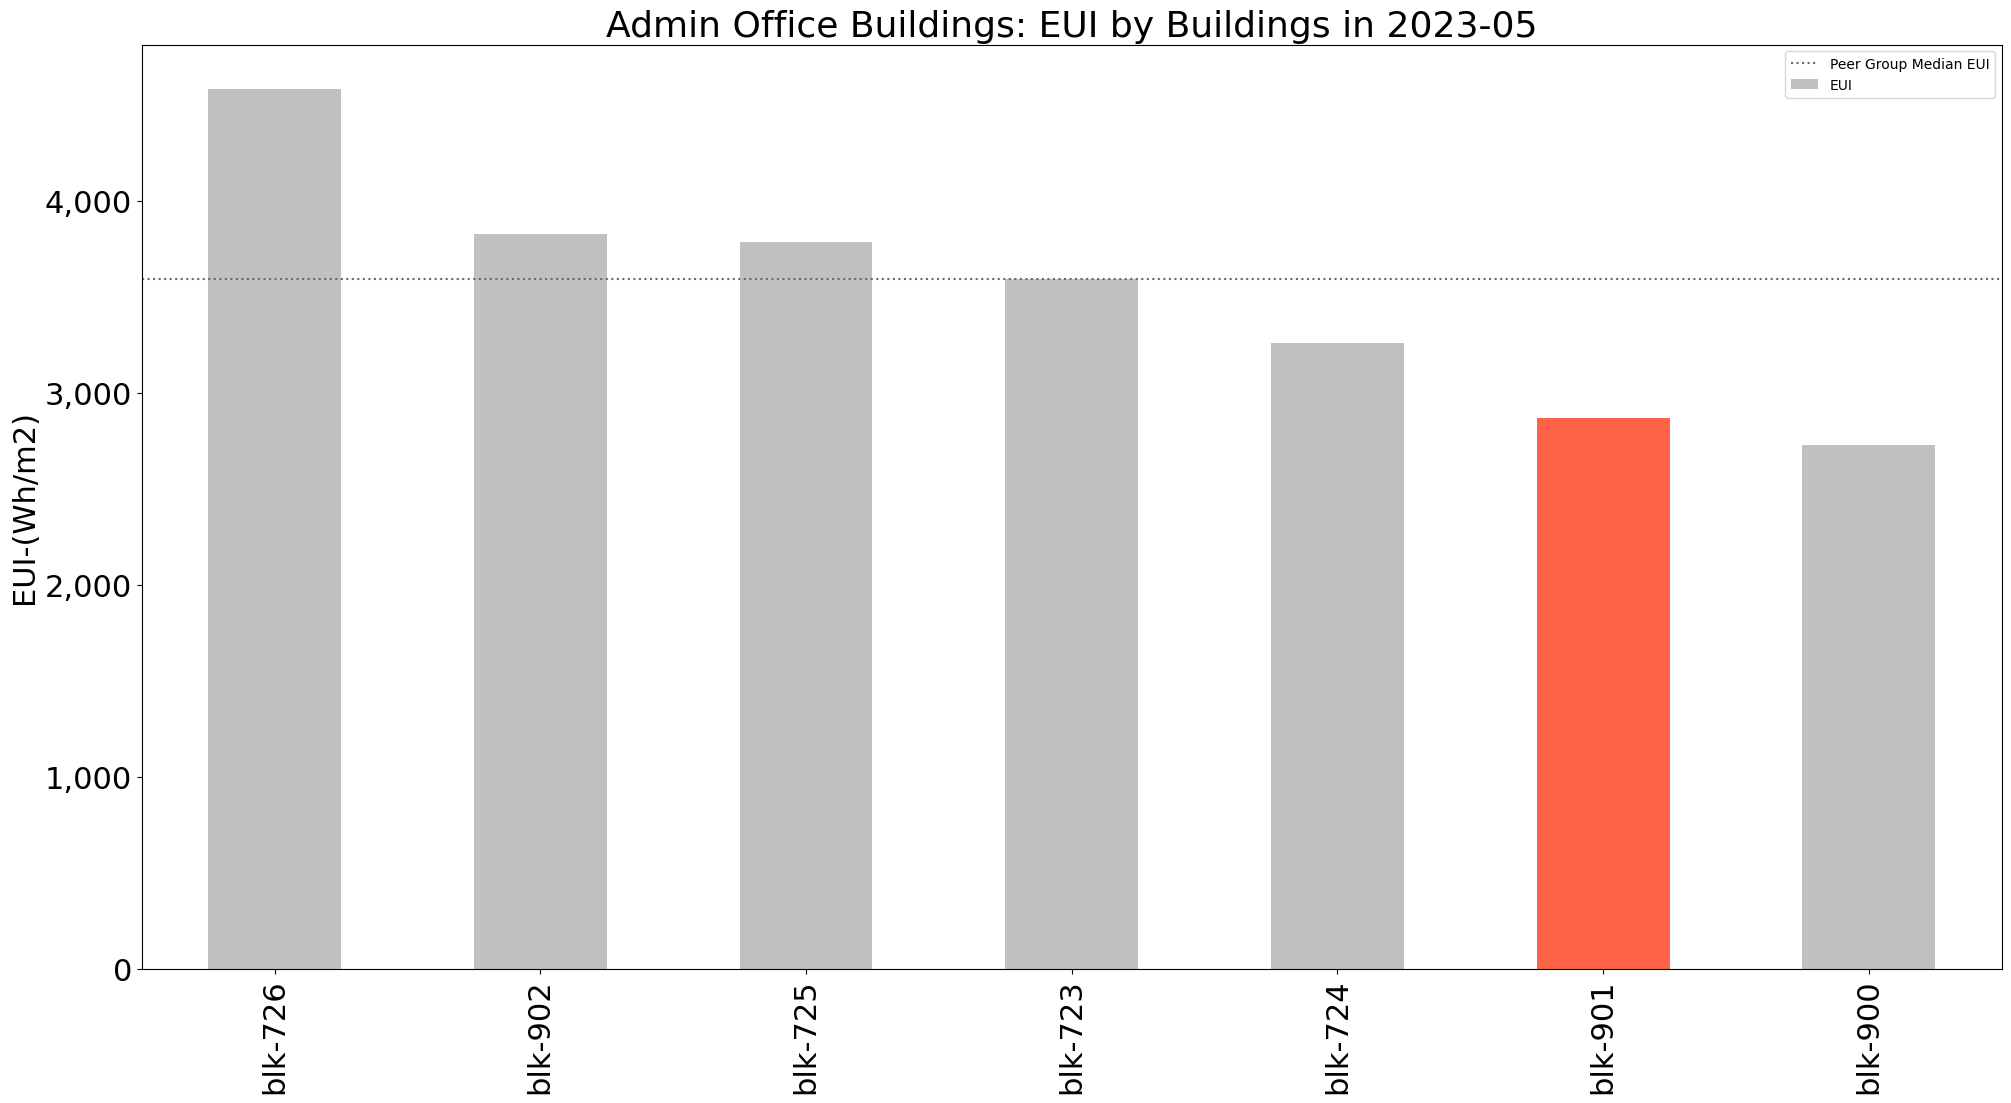 Admin Office Buildings: EUI by Buildings in 2023-05
Peer Group Median EUI
EUI
EUI-(Wh/m2)
4,000
3,000
2,000
1,000
0
blk-726
blk-902
blk-725
blk-723
blk-724
blk-901
blk-900